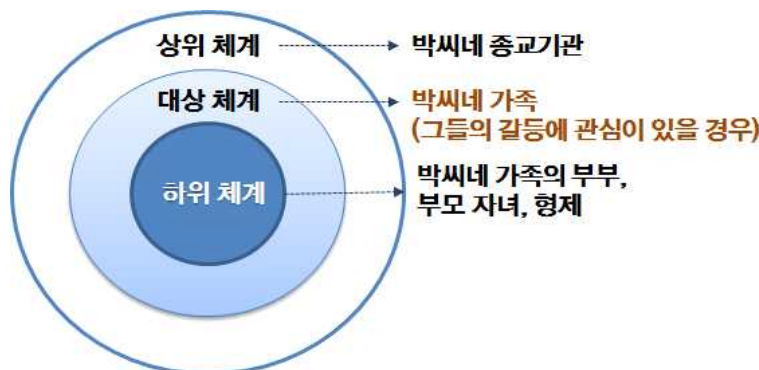 상위 체계 박씨네 종교기관
대상 체계 박씨네 가족
(그들의 갈등에 관심이 있을 경우)
하위 체계 박씨네 가족의 부부,
부모 자녀, 형제